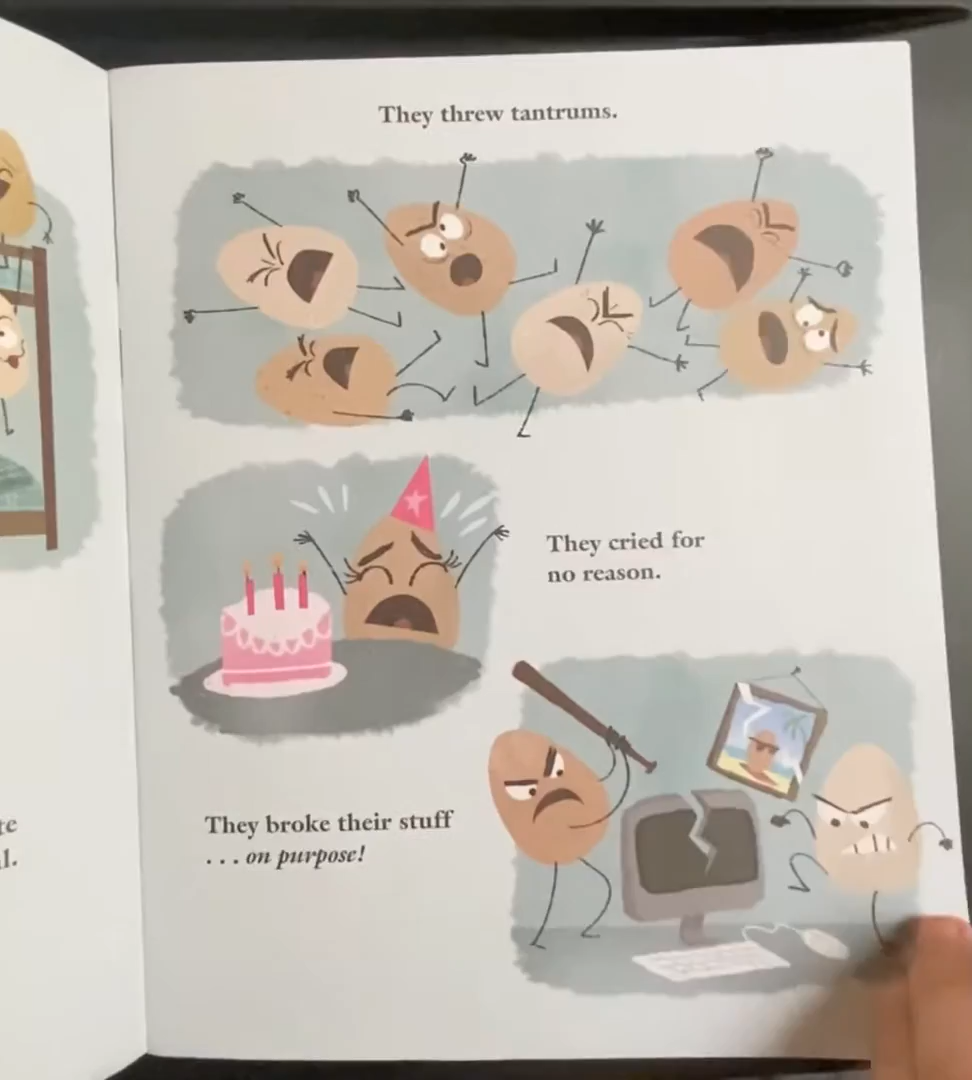 They threw tantrums.
They cried for
no reason.
They broke their stuff
. . . on purpose!